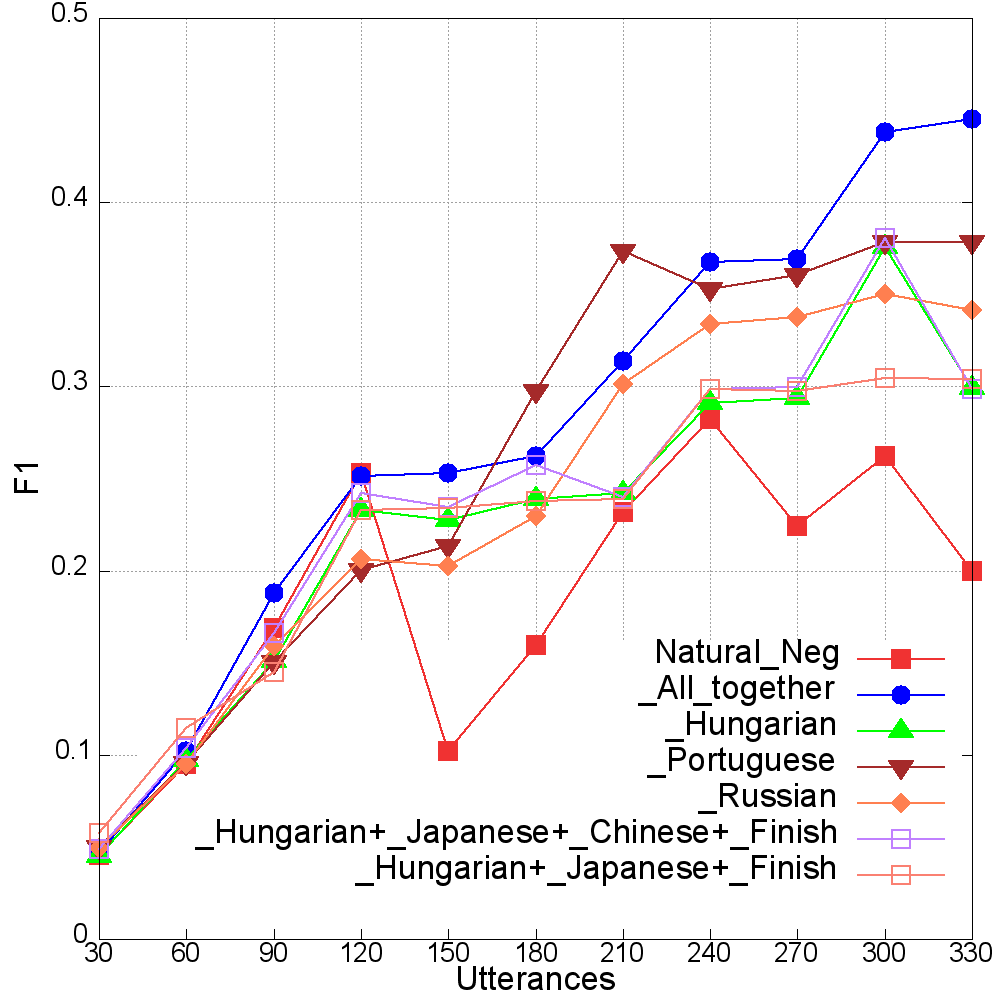 0.5
0.4
0.3
0.2
0.1
0
F1
Natural_Neg
_All_together
_Hungarian
_Portuguese
_Russian
_Hungarian+_Japanese+_Chinese+_Finish
_Hungarian+_Japanese+_Finish
30 60 90 120 150 180 210 240 270 300 330
Utterances